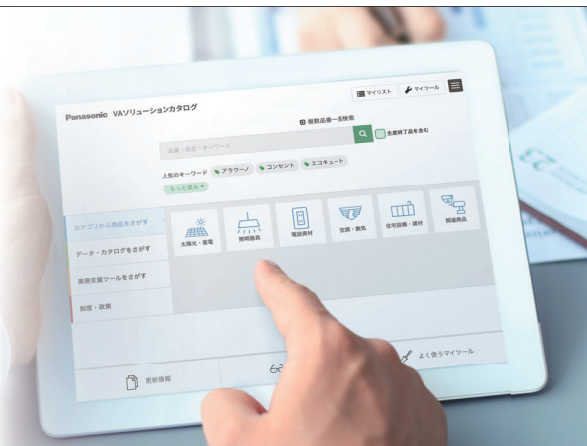 Panasonic VAソリューションカタログ
マイリスト
マイツール
複数品番一括検索
品番・品名・キーワード
生産終了品を含む
人気のキーワード
アラウーノ
コンセント
エコキュート
もっと見る
カテゴリから商品をさがす
データ・カタログをさがす
業務支援ツールをさがす
制度・政策
太陽光・蓄電
照明器具
電設資材
空調・換気
住宅設備・建材
関連商品
更新情報
よく使うマイツール